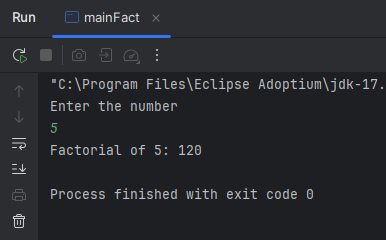 Run
mainFact
"C:\Program Files\Eclipse Adoptium\jdk-17.
Enter the number
5
Factorial of 5: 120
Process finished with exit code 0